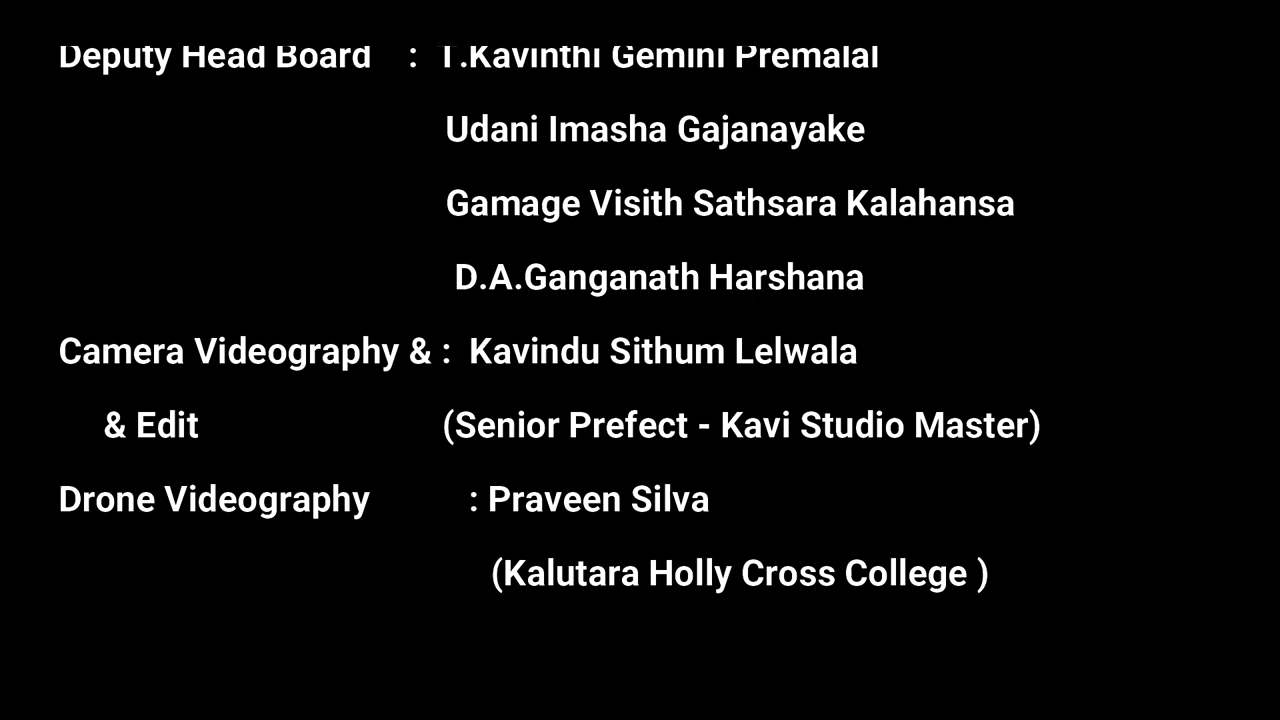 Deputy Head Board : T.Kavinthi Gemini Premalal
Udani Imasha Gajanayake
Gamage Visith Sathsara Kalahansa
D.A.Ganganath Harshana
Camera Videography & : Kavindu Sithum Lelwala
& Edit (Senior Prefect - Kavi Studio Master)
Drone Videography : Praveen Silva
(Kalutara Holly Cross College )